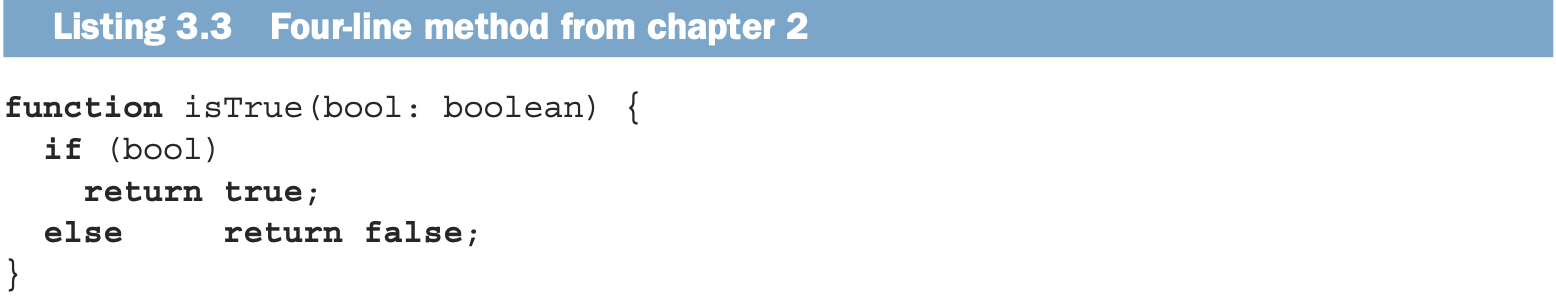 Listing 3.3 Four-line method from chapter 2
function isTrue(bool: boolean) {
  if (bool)
    return true;
  else     return false;
}